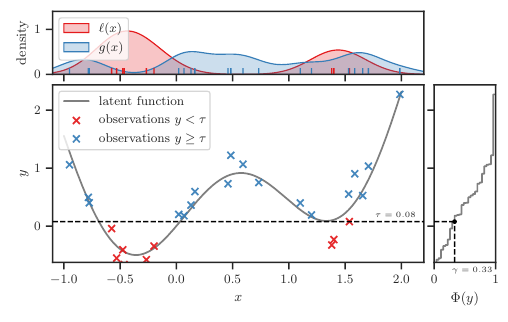 density
1
0
ℓ(x)
g(x)
y
2
1
0
latent function
observations y < τ
observations y ≥ τ
τ = 0.08
−1.0 −0.5 0.0 0.5 1.0 1.5 2.0
x
γ = 0.33
0 1
Φ(y)